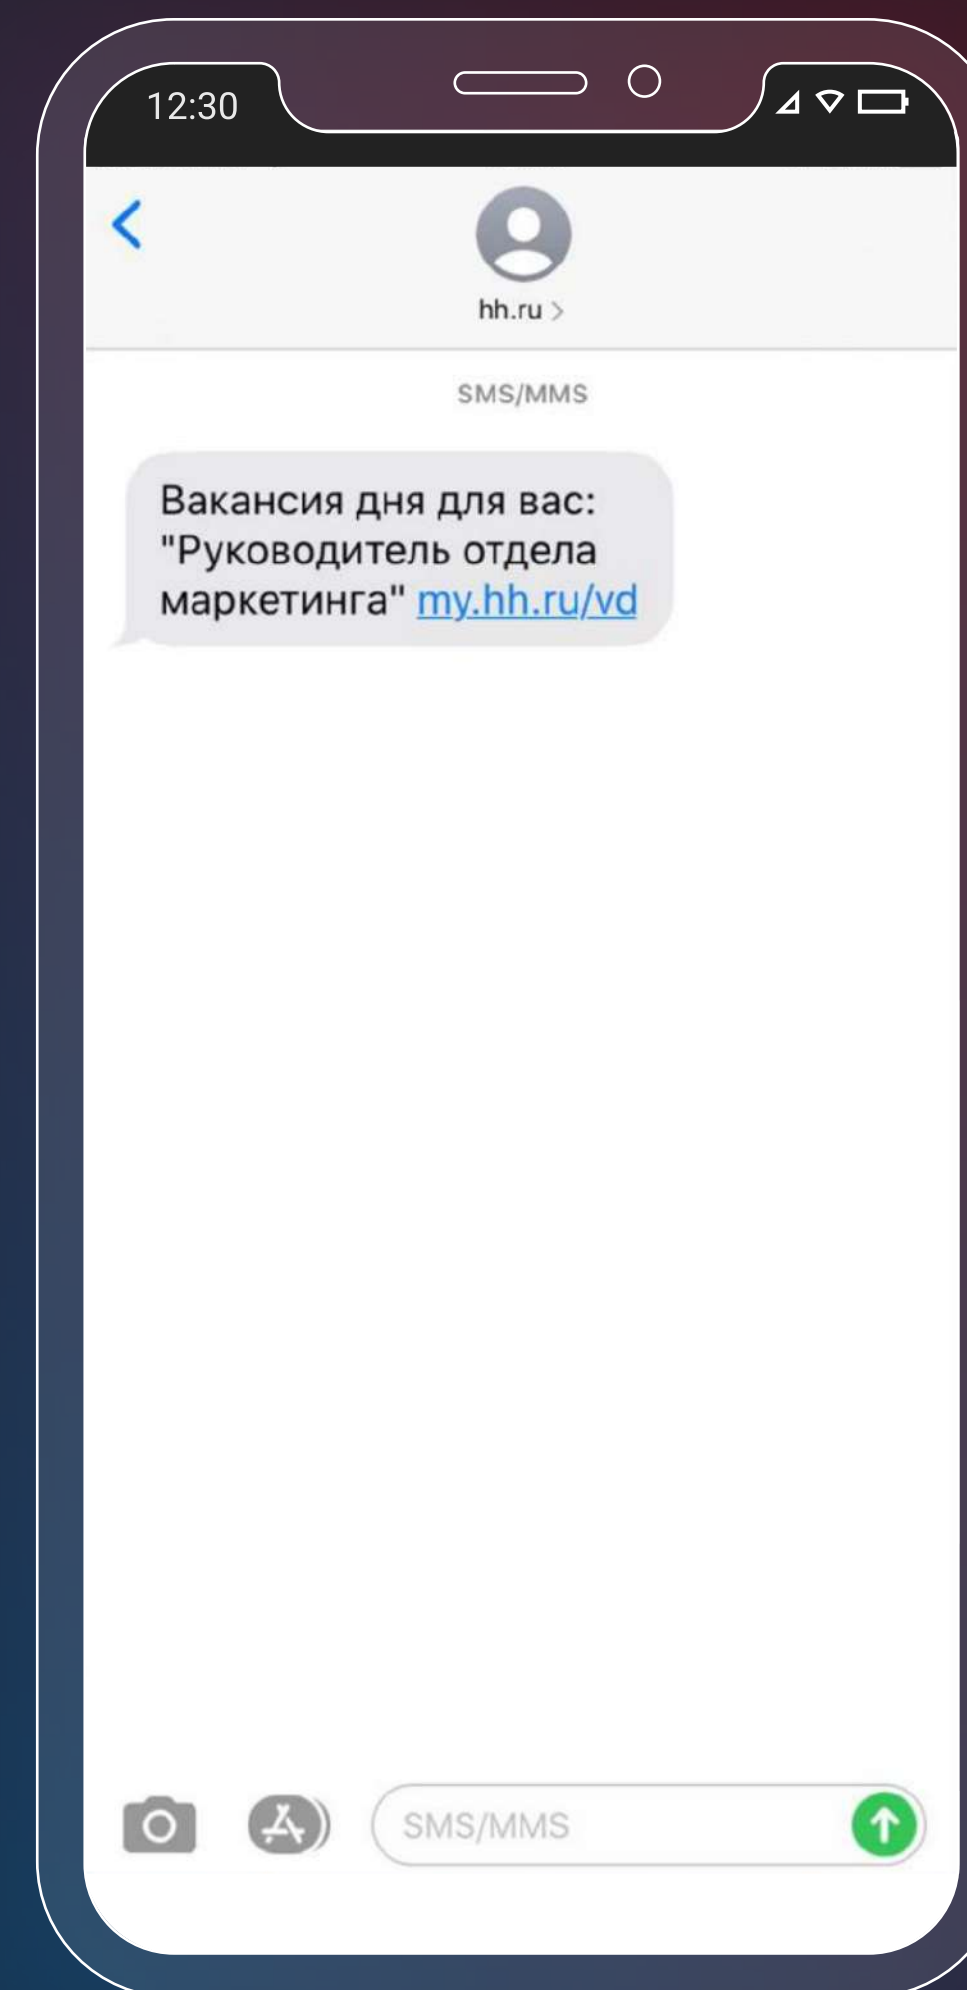 12:30
hh.ru
SMS/MMS
Вакансия дня для вас:
"Руководитель отдела
маркетинга" my.hh.ru/vd
SMS/MMS